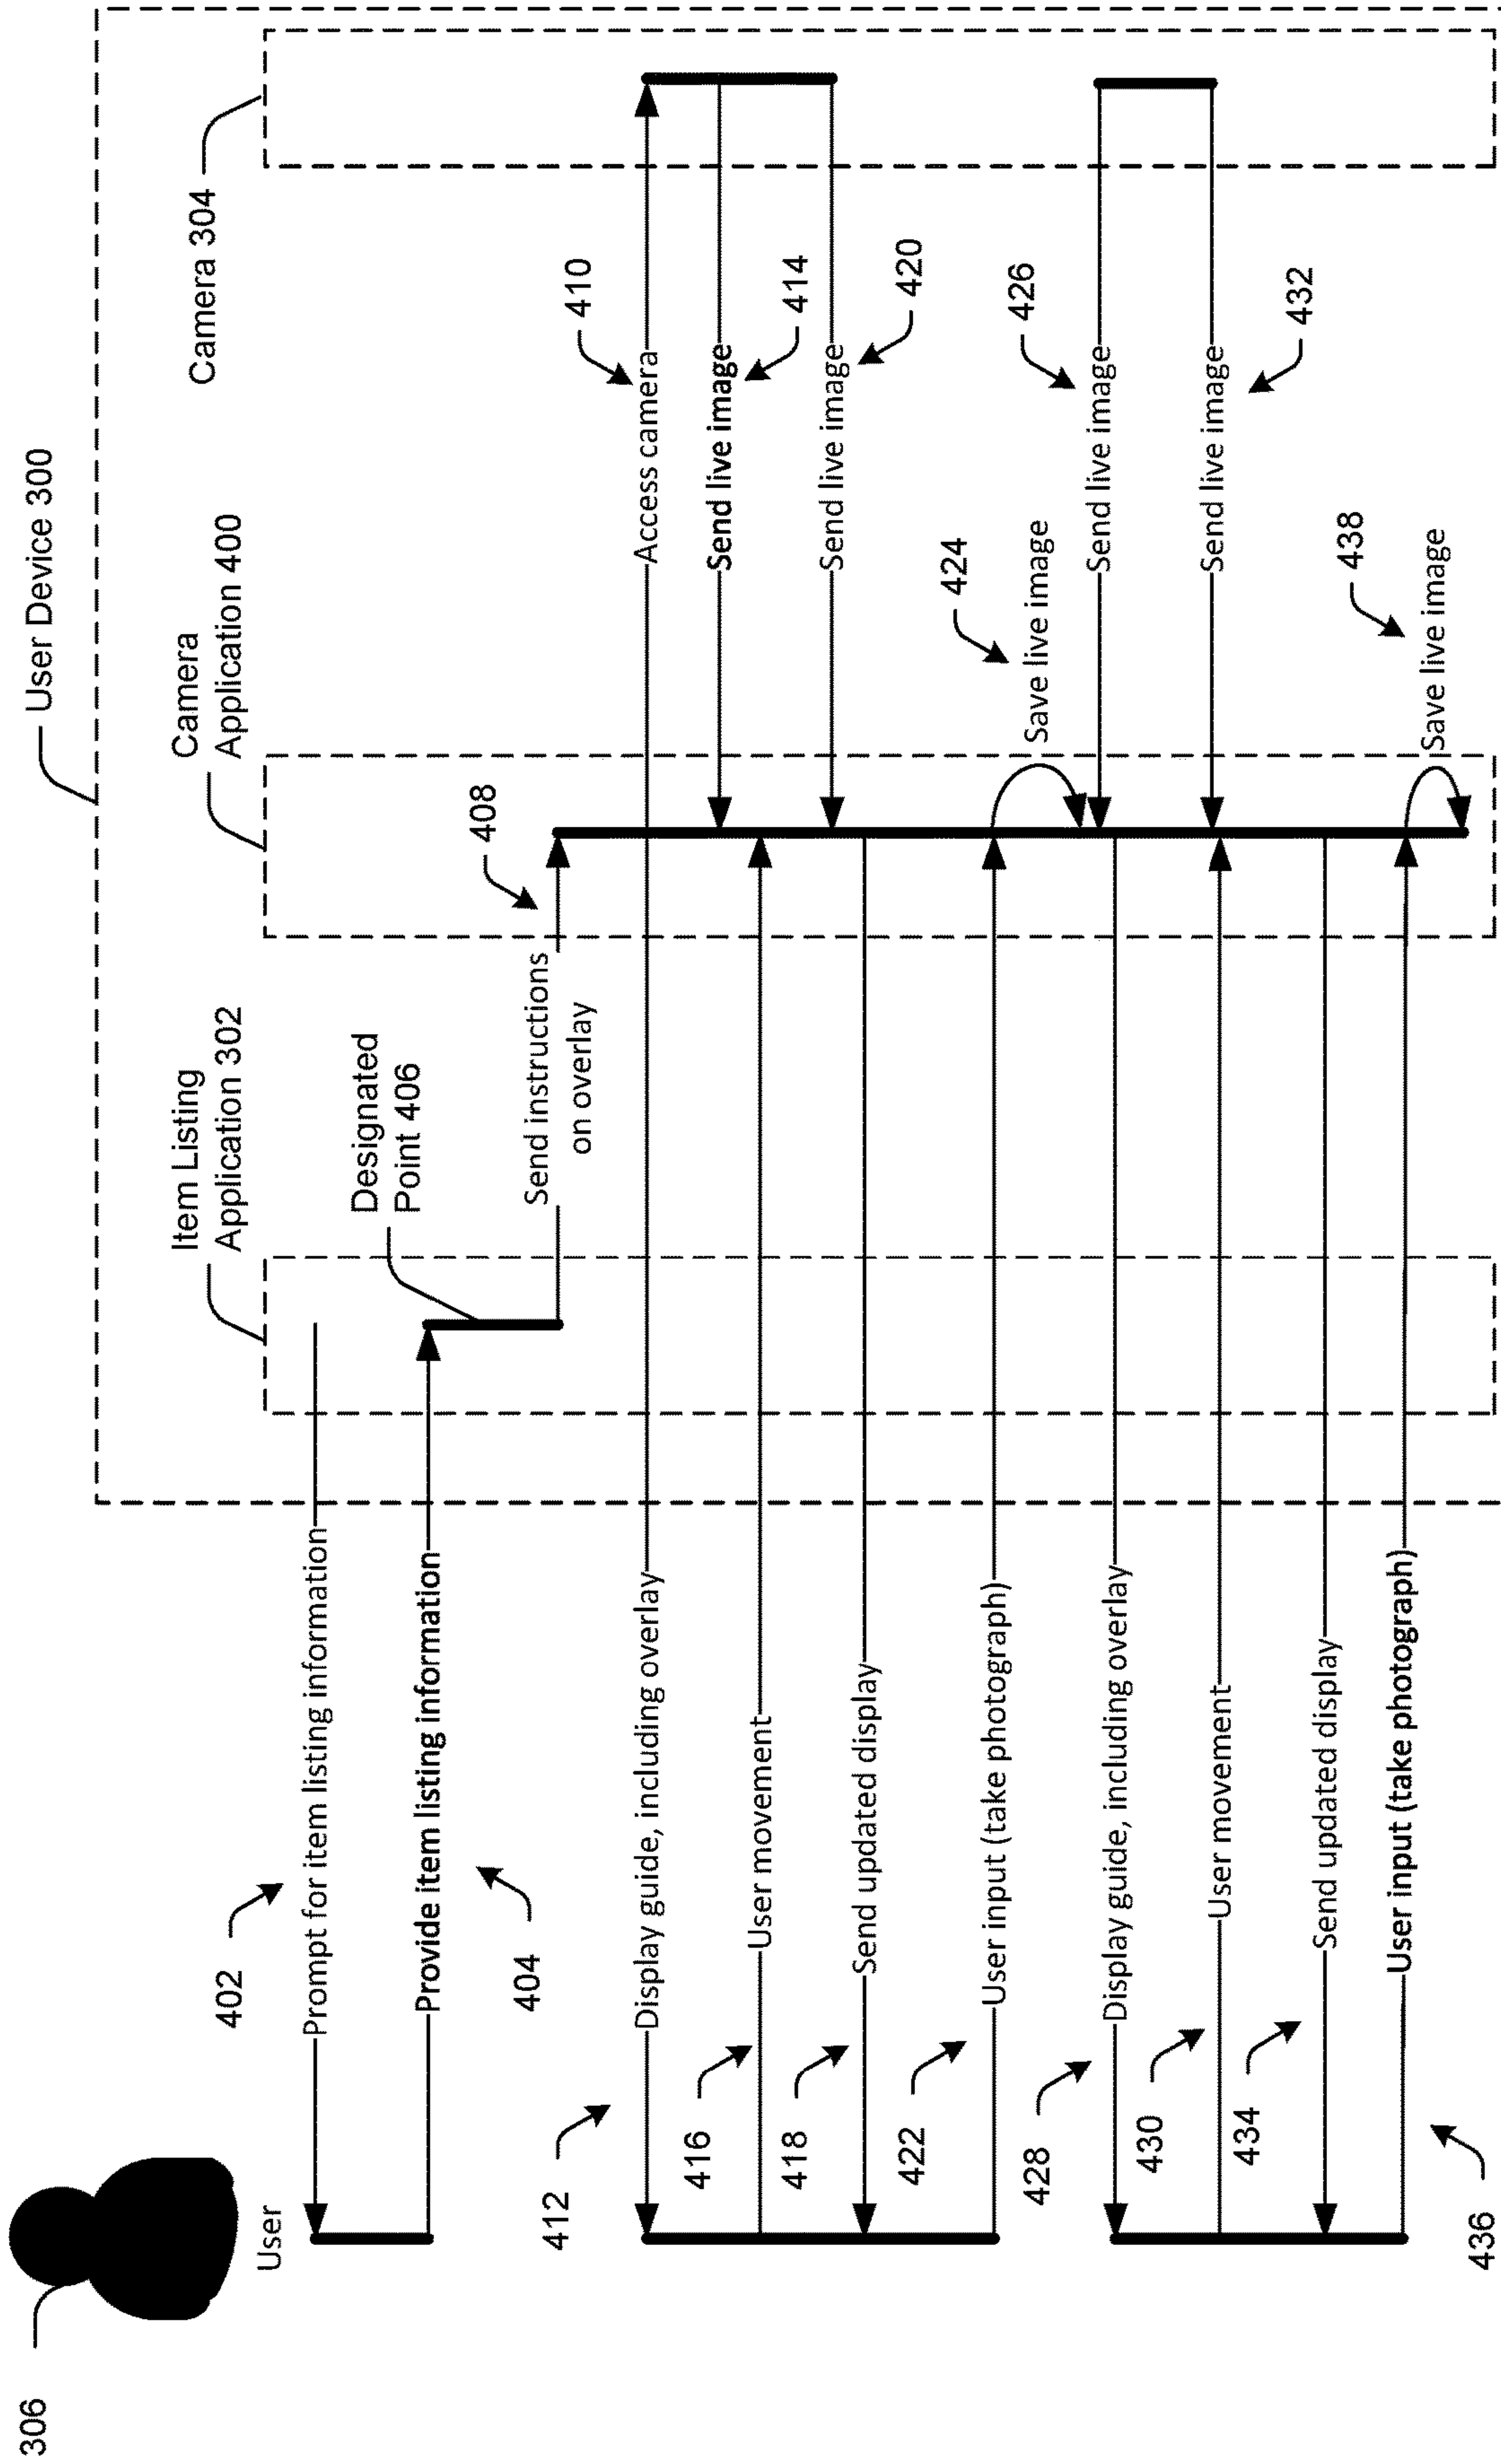 306
User
User Device 300
Item Listing
Application 302
Camera
Application 400
Camera 304
402
Prompt for item listing information
Designated
Point 406
Provide item listing information
404
408
Send instructions
on overlay
410
412
Display guide, including overlay
Access camera
Send live image
414
416
User movement
418
Send live image
420
Send updated display
422
424
User input (take photograph)
Save live image
426
428
Send live image
Display guide, including overlay
430
User movement
Send live image
432
434
Send updated display
438
User input (take photograph)
Save live image
436